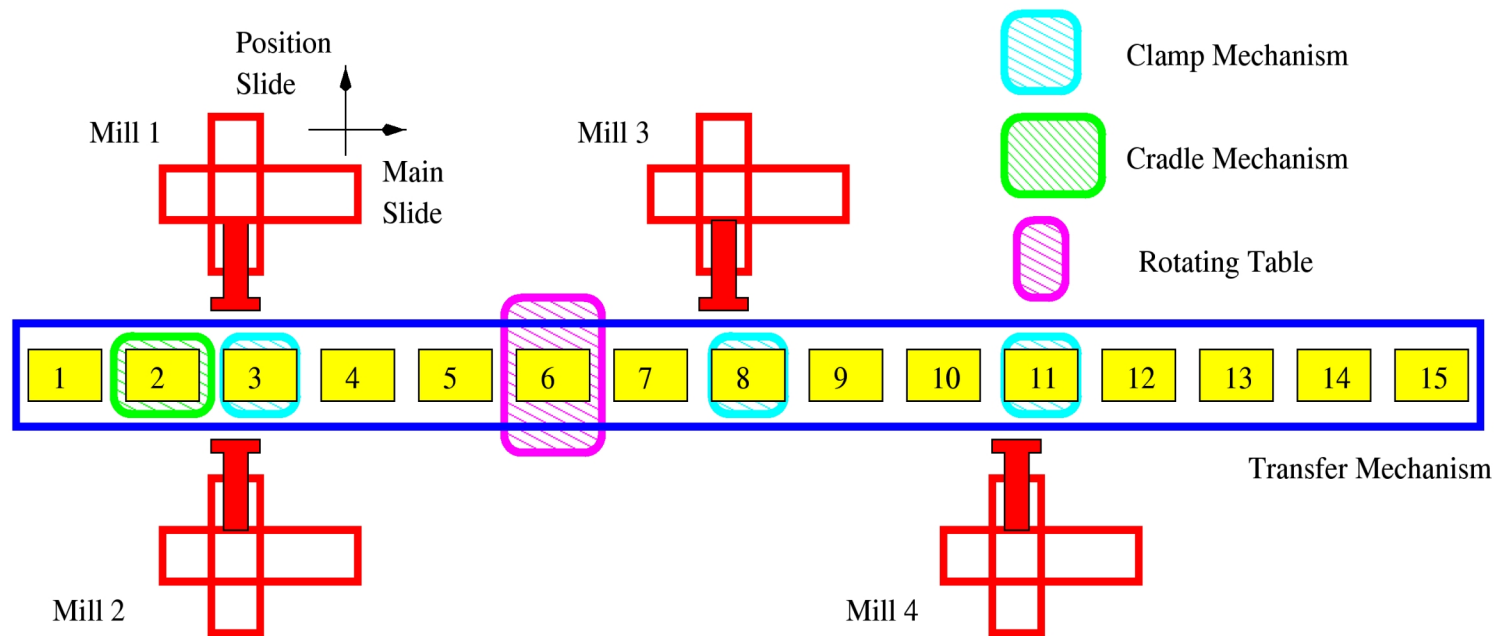 Position
Slide
Clamp Mechanism
Mill 1
Mill 3
Main
Slide
Cradle Mechanism
Rotating Table
1 2 3 4 5 6 7 8 9 10 11 12 13 14 15
Transfer Mechanism
Mill 2
Mill 4